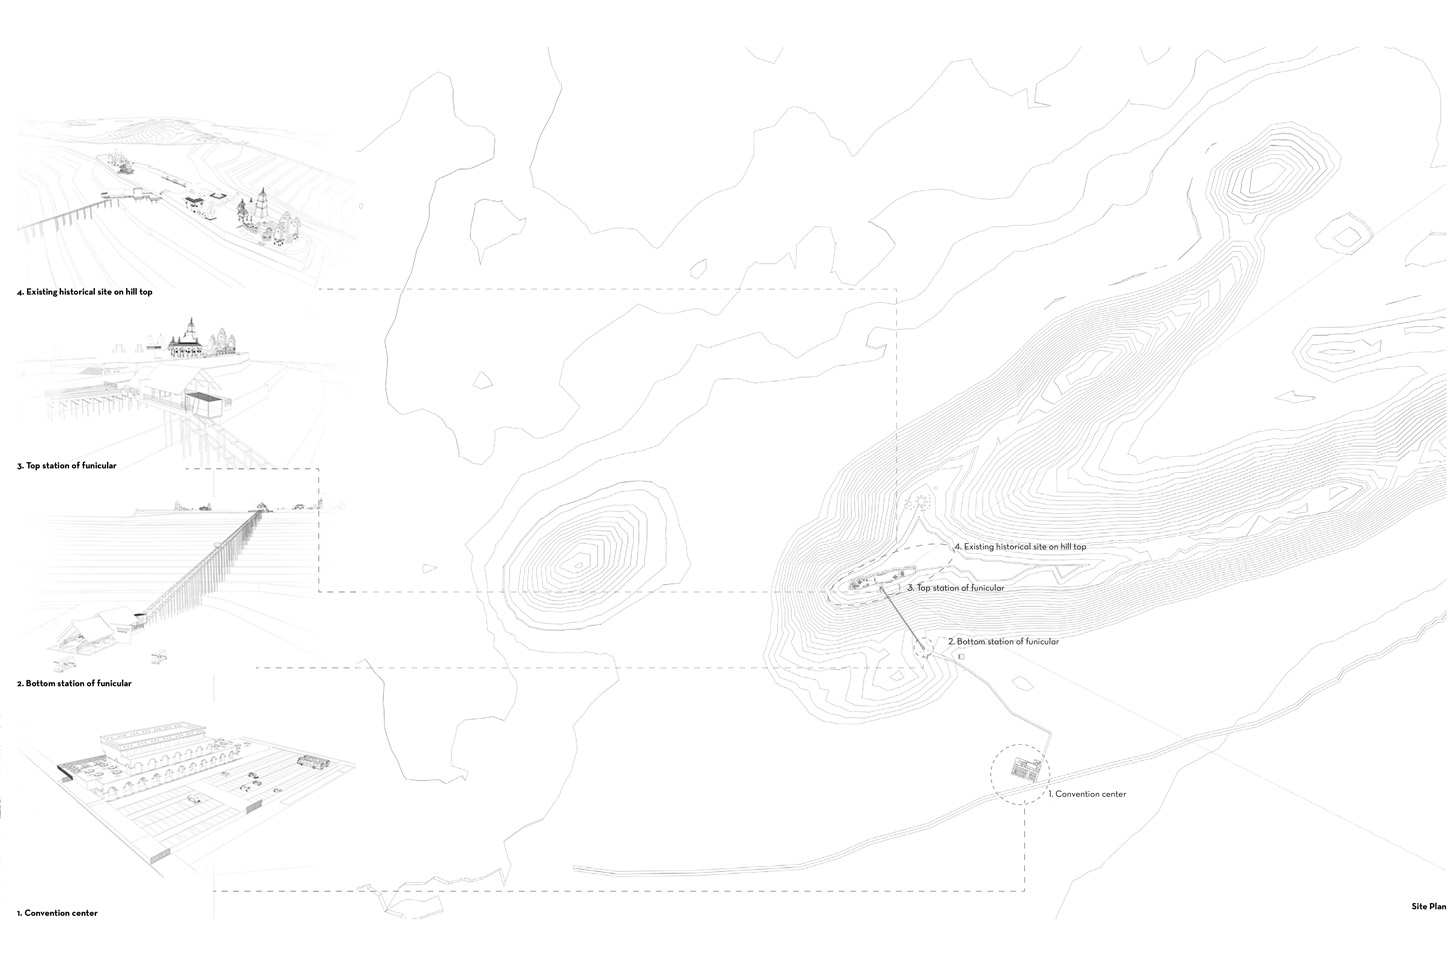 4. Existing historical site on hill top
3. Top station of funicular
2. Bottom station of funicular
1. Convention center
4. Existing historical site on hill top
3. Top station of funicular
2. Bottom station of funicular
1. Convention center
Site Plan